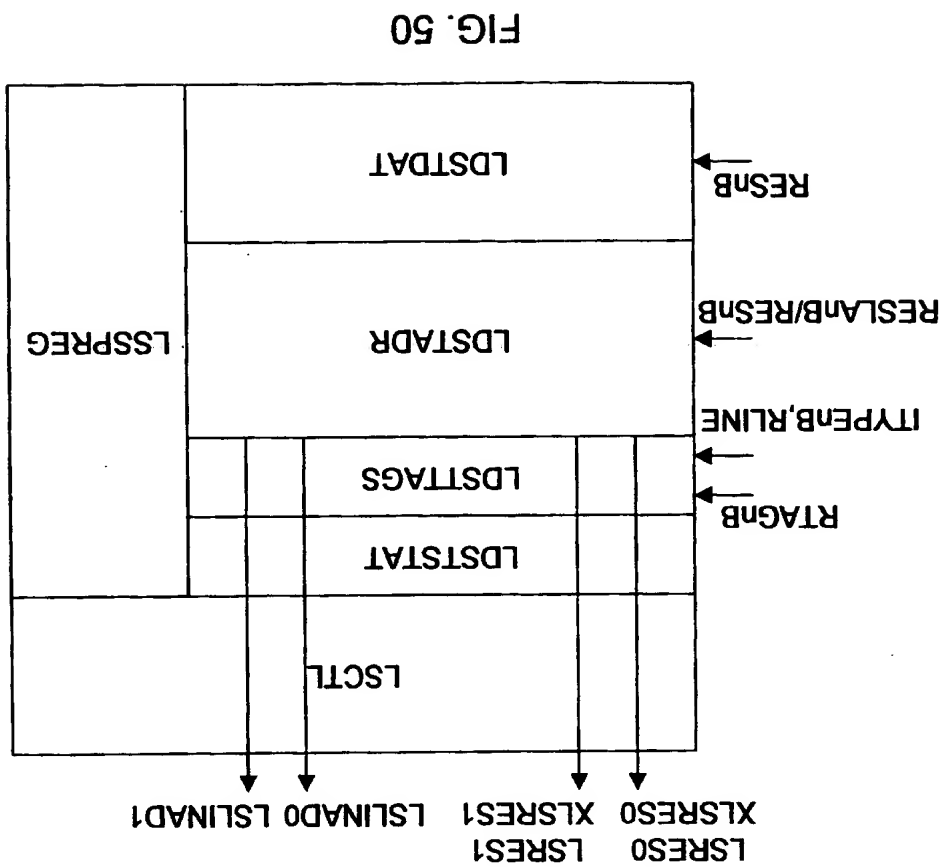 LSRES0 LSRES1
XLSRES0 XLSRES1 LSLINAD0 LSLINAD1
LSCTL
LDSTSTAT
RTAGnB
LDSTTAGS
ITYPEnB,RLINE
RESLAnB/RESnB
LDSTADR
LSSPREG
RESnB
LDSTDAT
FIG. 50